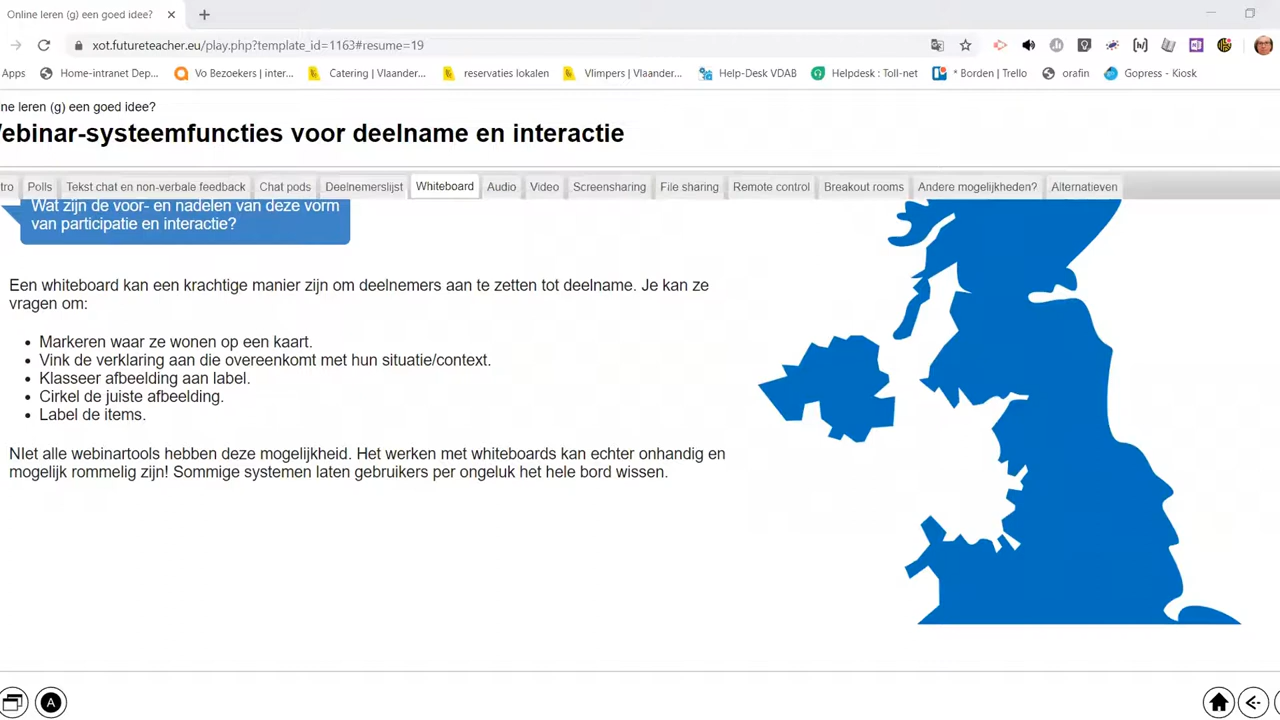 Online leren (g) een goed idee?
xot.futureteacher.eu/play.php?template_id=1163#resume=19
Apps Home-intranet Dep... Vo Bezoekers | inter... Catering | Vlaander... reservaties lokalen Vlimpers | Vlaander... Help-Desk VDAB Helpdesk : Toll-net * Borden | Trello orafin Gopress - Kiosk
ne leren (g) een goed idee?
ebinar-systeemfuncties voor deelname en interactie
tro Polls Tekst chat en non-verbale feedback Chat pods Deelnemerslijst Whiteboard Audio Video Screensharing File sharing Remote control Breakout rooms Andere mogelijkheden? Alternatieven
Wat zijn de voor- en nadelen van deze vorm
van participatie en interactie?
Een whiteboard kan een krachtige manier zijn om deelnemers aan te zetten tot deelname. Je kan ze
vragen om:
• Markeren waar ze wonen op een kaart.
• Vink de verklaring aan die overeenkomt met hun situatie/context.
• Klasseer afbeelding aan label.
• Cirkel de juiste afbeelding.
• Label de items.
NIet alle webinartools hebben deze mogelijkheid. Het werken met whiteboards kan echter onhandig en
mogelijk rommelig zijn! Sommige systemen laten gebruikers per ongeluk het hele bord wissen.
A